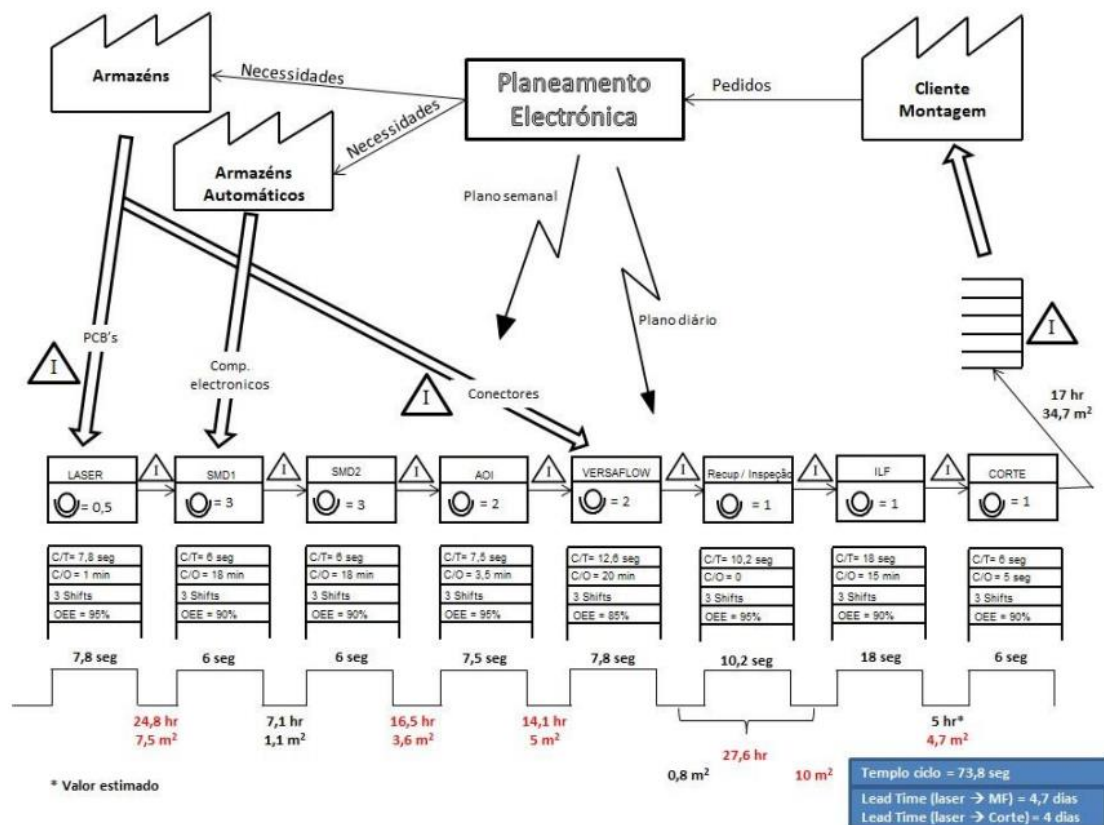 Armazéns
Necessidades
Planeamento
Electrónica
Pedidos
Cliente
Montagem
Armazéns
Automáticos
Necessidades
Plano semanal
Plano diário
PCB's
I
Comp.
electronicos
I
Conectores
I
17 hr
34,7 m²
LASER
= 0,5
I
SMD1
= 3
I
SMD2
= 3
I
AOI
= 2
I
VERSAFLOW
= 2
I
Recup / Inspeção
= 1
I
ILF
= 1
I
CORTE
= 1
C/T= 7,8 seg
C/O = 1 min
3 Shifts
OEE = 95%
C/T= 6 seg
C/O = 18 min
3 Shifts
OEE = 90%
C/T= 6 seg
C/O = 18 min
3 Shifts
OEE = 90%
C/T= 7,5 seg
C/O = 3,5 min
3 Shifts
OEE = 95%
C/T= 12,6 seg
C/O = 20 min
3 Shifts
OEE = 85%
C/T= 10,2 seg
C/O = 0
3 Shifts
OEE = 95%
C/T= 18 seg
C/O = 15 min
3 Shifts
OEE = 90%
C/T= 6 seg
C/O = 5 seg
3 Shifts
OEE = 90%
7,8 seg
6 seg
6 seg
7,5 seg
7,8 seg
10,2 seg
18 seg
6 seg
24,8 hr
7,5 m²
7,1 hr
1,1 m²
16,5 hr
3,6 m²
14,1 hr
5 m²
27,6 hr
0,8 m²
10 m²
5 hr*
4,7 m²
* Valor estimado
Templo ciclo = 73,8 seg
Lead Time (laser → MF) = 4,7 dias
Lead Time (laser → Corte) = 4 dias